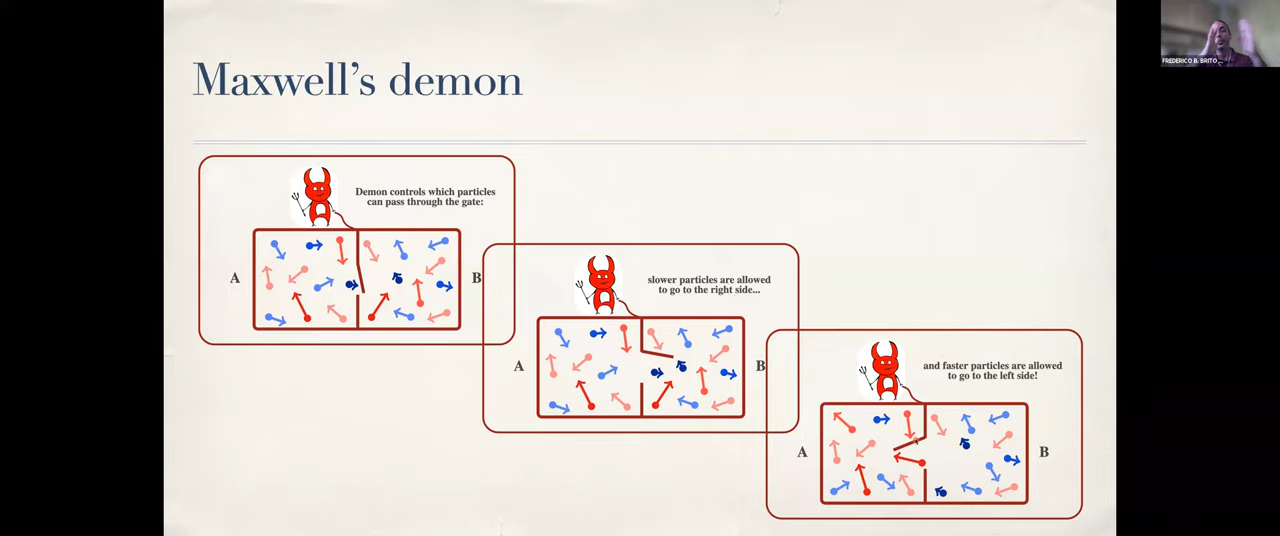 Maxwell's demon
FREDERICO B. BRITO
Demon controls which particles
can pass through the gate:
A
B
slower particles are allowed
to go to the right side...
A
B
and faster particles are allowed
to go to the left side!
A
B